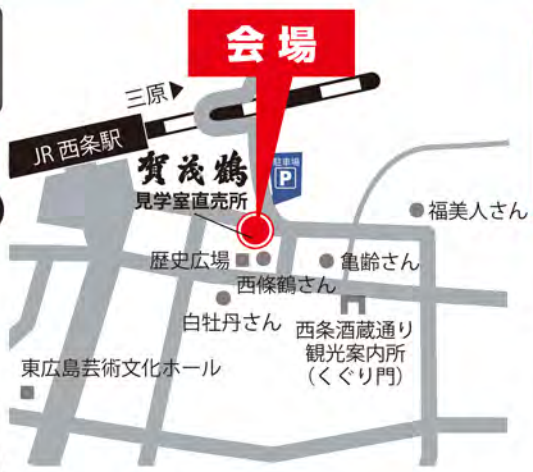 会場
三原▶
JR 西条駅
賀茂鶴
見学室直売所
駐車場
P
福美人さん
歴史広場
亀齢さん
西條鶴さん
白牡丹さん
西条酒蔵通り
観光案内所
（くぐり門）
東広島芸術文化ホール